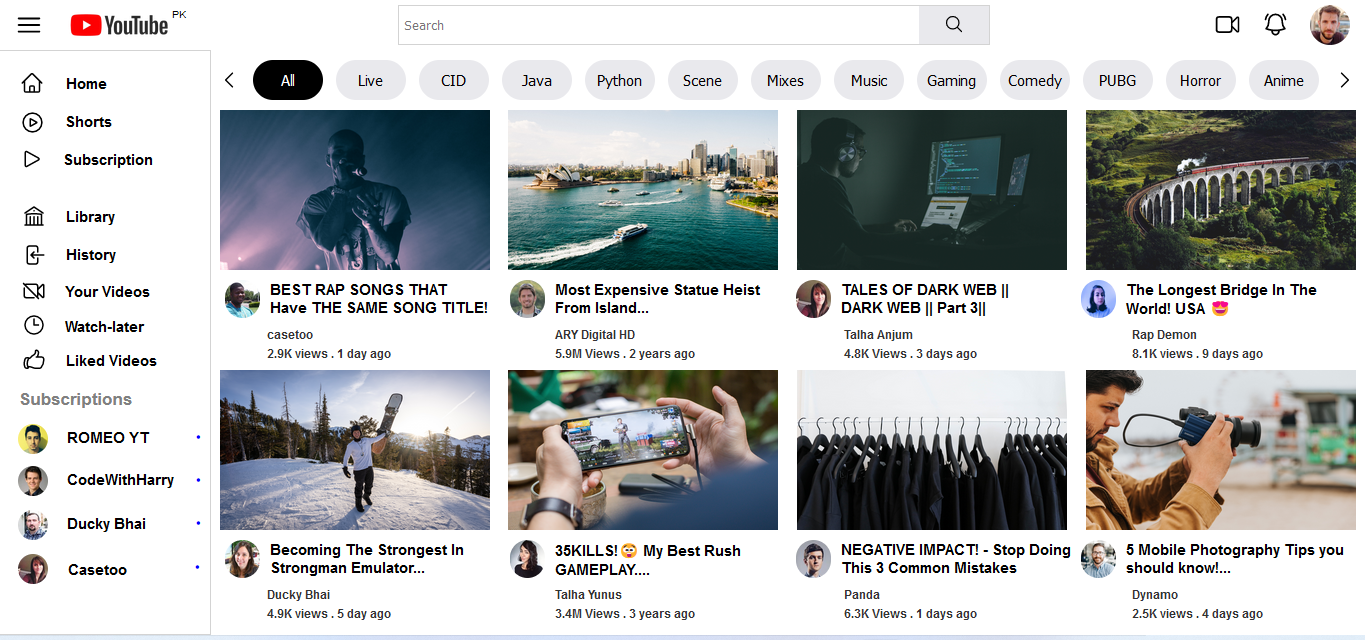 YouTube PK
Search
Home
Shorts
Subscription
Library
History
Your Videos
Watch-later
Liked Videos
Subscriptions
ROMEO YT
CodeWithHarry
Ducky Bhai
Casetoo
All Live CID Java Python Scene Mixes Music Gaming Comedy PUBG Horror Anime
BEST RAP SONGS THAT
Have THE SAME SONG TITLE!
casetoo
2.9K views . 1 day ago
Most Expensive Statue Heist
From Island...
ARY Digital HD
5.9M Views . 2 years ago
TALES OF DARK WEB ||
DARK WEB || Part 3||
Talha Anjum
4.8K Views . 3 days ago
The Longest Bridge In The
World! USA 😍
Rap Demon
8.1K views . 9 days ago
Becoming The Strongest In
Strongman Emulator...
Ducky Bhai
4.9K views . 5 day ago
35KILLS!😲 My Best Rush
GAMEPLAY....
Talha Yunus
3.4M Views . 3 years ago
NEGATIVE IMPACT! - Stop Doing
This 3 Common Mistakes
Panda
6.3K Views . 1 days ago
5 Mobile Photography Tips you
should know!...
Dynamo
2.5K views . 4 days ago